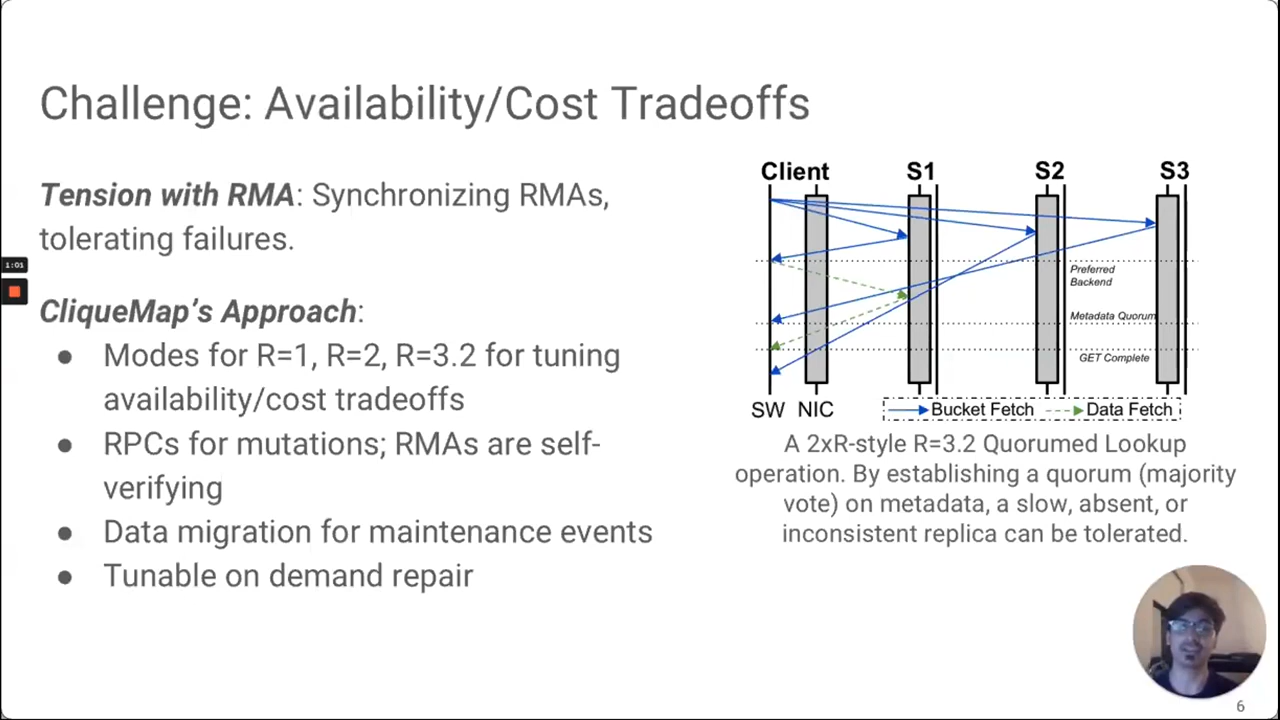 Challenge: Availability/Cost Tradeoffs
Tension with RMA: Synchronizing RMAs,
tolerating failures.
1:01
CliqueMap's Approach:
● Modes for R=1, R=2, R=3.2 for tuning
availability/cost tradeoffs
● RPCs for mutations; RMAs are self-
verifying
● Data migration for maintenance events
● Tunable on demand repair
Client S1 S2 S3
Preferred
Backend
Metadata Quorum
GET Complete
SW NIC
Bucket Fetch Data Fetch
A 2xR-style R=3.2 Quorumed Lookup
operation. By establishing a quorum (majority
vote) on metadata, a slow, absent, or
inconsistent replica can be tolerated.
6